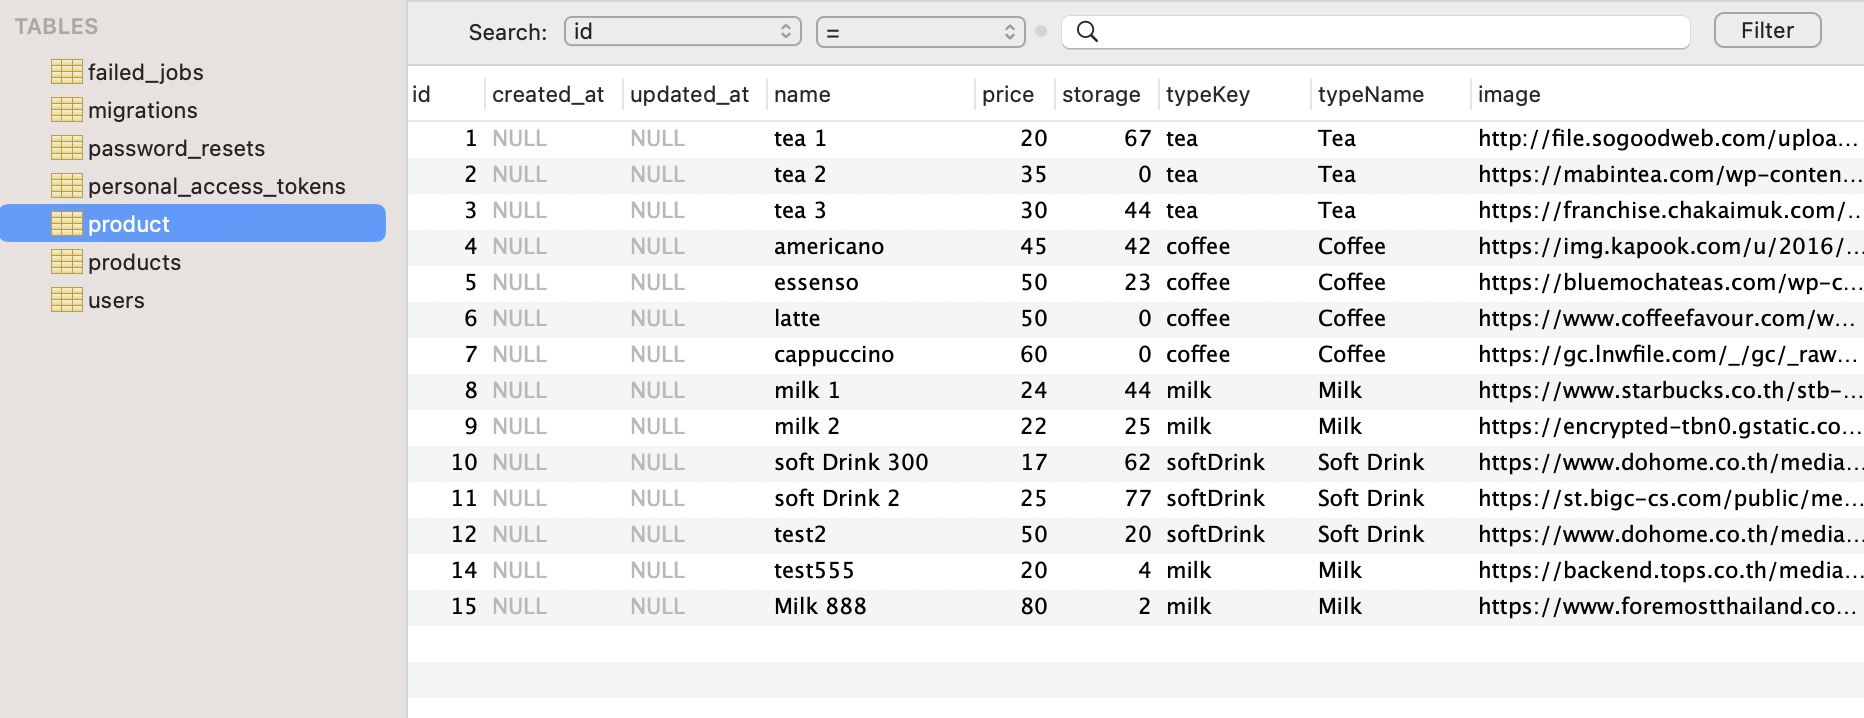 TABLES
failed_jobs
migrations
password_resets
personal_access_tokens
product
products
users
Search: id = Filter
id created_at updated_at name price storage typeKey typeName image
1 NULL NULL tea 1 20 67 tea Tea http://file.sogoodweb.com/uploa...
2 NULL NULL tea 2 35 0 tea Tea https://mabintea.com/wp-conten...
3 NULL NULL tea 3 30 44 tea Tea https://franchise.chakaimuk.com/...
4 NULL NULL americano 45 42 coffee Coffee https://img.kapook.com/u/2016/...
5 NULL NULL essenso 50 23 coffee Coffee https://bluemochateas.com/wp-c...
6 NULL NULL latte 50 0 coffee Coffee https://www.coffeefavour.com/w...
7 NULL NULL cappuccino 60 0 coffee Coffee https://gc.lnwfile.com/_/gc/_raw...
8 NULL NULL milk 1 24 44 milk Milk https://www.starbucks.co.th/stb-...
9 NULL NULL milk 2 22 25 milk Milk https://encrypted-tbn0.gstatic.co...
10 NULL NULL soft Drink 300 17 62 softDrink Soft Drink https://www.dohome.co.th/media...
11 NULL NULL soft Drink 2 25 77 softDrink Soft Drink https://st.bigc-cs.com/public/me...
12 NULL NULL test2 50 20 softDrink Soft Drink https://www.dohome.co.th/media...
14 NULL NULL test555 20 4 milk Milk https://backend.tops.co.th/media...
15 NULL NULL Milk 888 80 2 milk Milk https://www.foremostthailand.co...